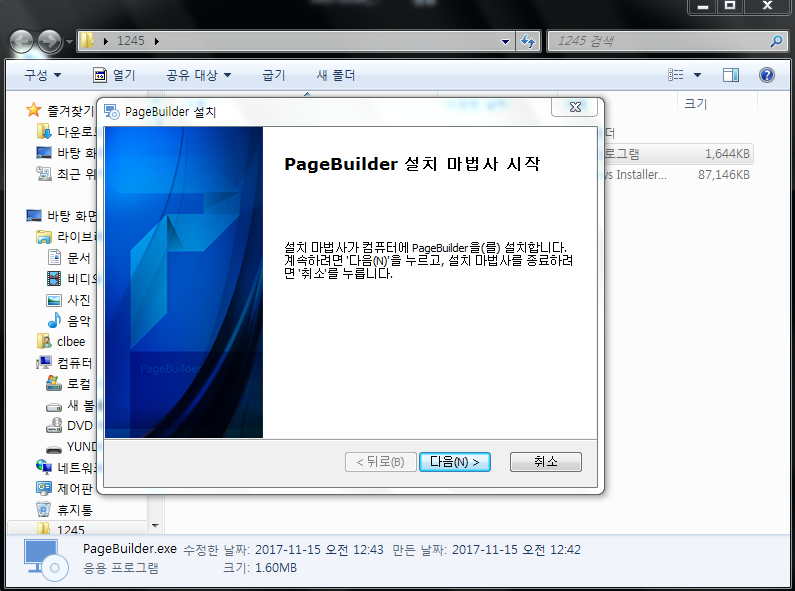 1245
1245 검색
구성
열기
공유 대상
굽기
새 폴더
즐겨찾기
다운로
바탕 화
최근 위
바탕 화면
라이브
문서
비디오
사진
음악
clbee
컴퓨터
로컬
새 볼
DVD
YUND
네트워
제어판
휴지통
1245
크기
더
로그램
1,644KB
vs Installer...
87,146KB
PageBuilder 설치
PageBuilder 설치 마법사 시작
설치 마법사가 컴퓨터에 PageBuilder을(를) 설치합니다.
계속하려면 '다음(N)'을 누르고, 설치 마법사를 종료하려
면 '취소'를 누릅니다.
PageBuilder
< 뒤로(B)
다음(N) >
취소
PageBuilder.exe 수정한 날짜: 2017-11-15 오전 12:43 만든 날짜: 2017-11-15 오전 12:42
응용 프로그램 크기: 1.60MB